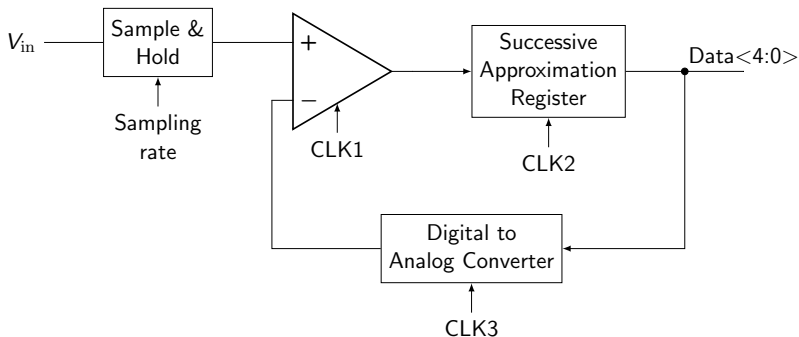 V_in
Sample &
Hold
Sampling
rate
+
−
CLK1
Successive
Approximation
Register
CLK2
Data<4:0>
Digital to
Analog Converter
CLK3